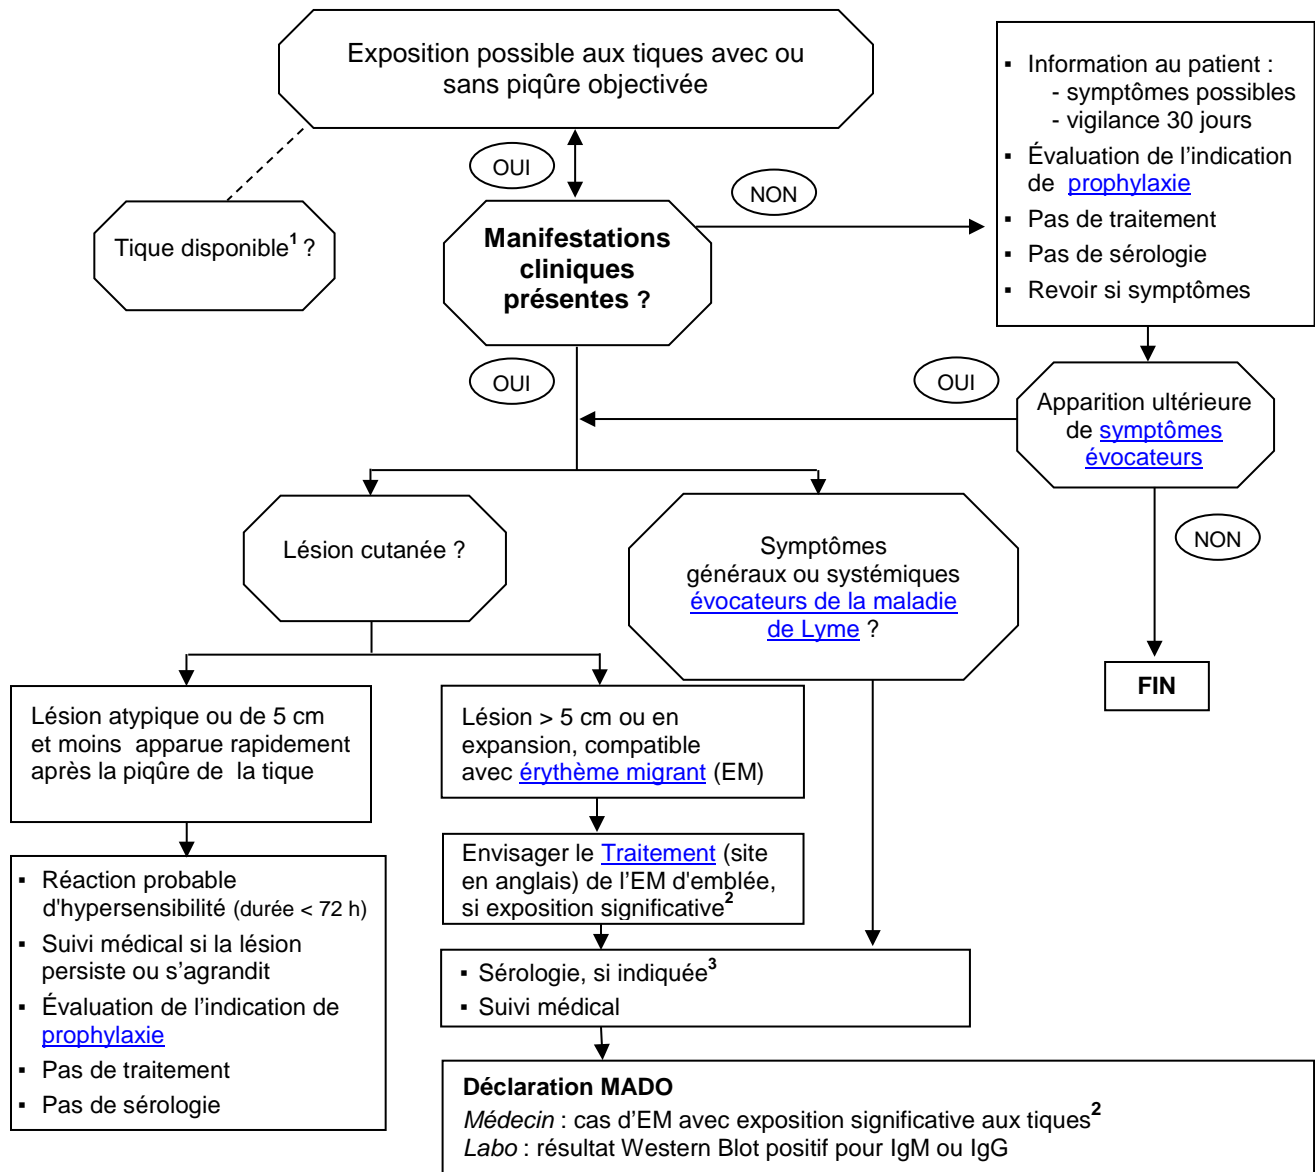 Exposition possible aux tiques avec ou
sans piqûre objectivée
▪ Information au patient :
- symptômes possibles
- vigilance 30 jours
▪ Évaluation de l'indication
de prophylaxie
▪ Pas de traitement
▪ Pas de sérologie
▪ Revoir si symptômes
OUI
NON
Tique disponible¹ ?
Manifestations
cliniques
présentes ?
OUI
OUI
Apparition ultérieure
de symptômes
évocateurs
NON
FIN
Lésion cutanée ?
Symptômes
généraux ou systémiques
évocateurs de la maladie
de Lyme ?
Lésion atypique ou de 5 cm
et moins apparue rapidement
après la piqûre de la tique
Lésion > 5 cm ou en
expansion, compatible
avec érythème migrant (EM)
▪ Réaction probable
d'hypersensibilité (durée < 72 h)
▪ Suivi médical si la lésion
persiste ou s'agrandit
▪ Évaluation de l'indication de
prophylaxie
▪ Pas de traitement
▪ Pas de sérologie
Envisager le Traitement (site
en anglais) de l'EM d'emblée,
si exposition significative²
▪ Sérologie, si indiquée³
▪ Suivi médical
Déclaration MADO
Médecin : cas d'EM avec exposition significative aux tiques²
Labo : résultat Western Blot positif pour IgM ou IgG